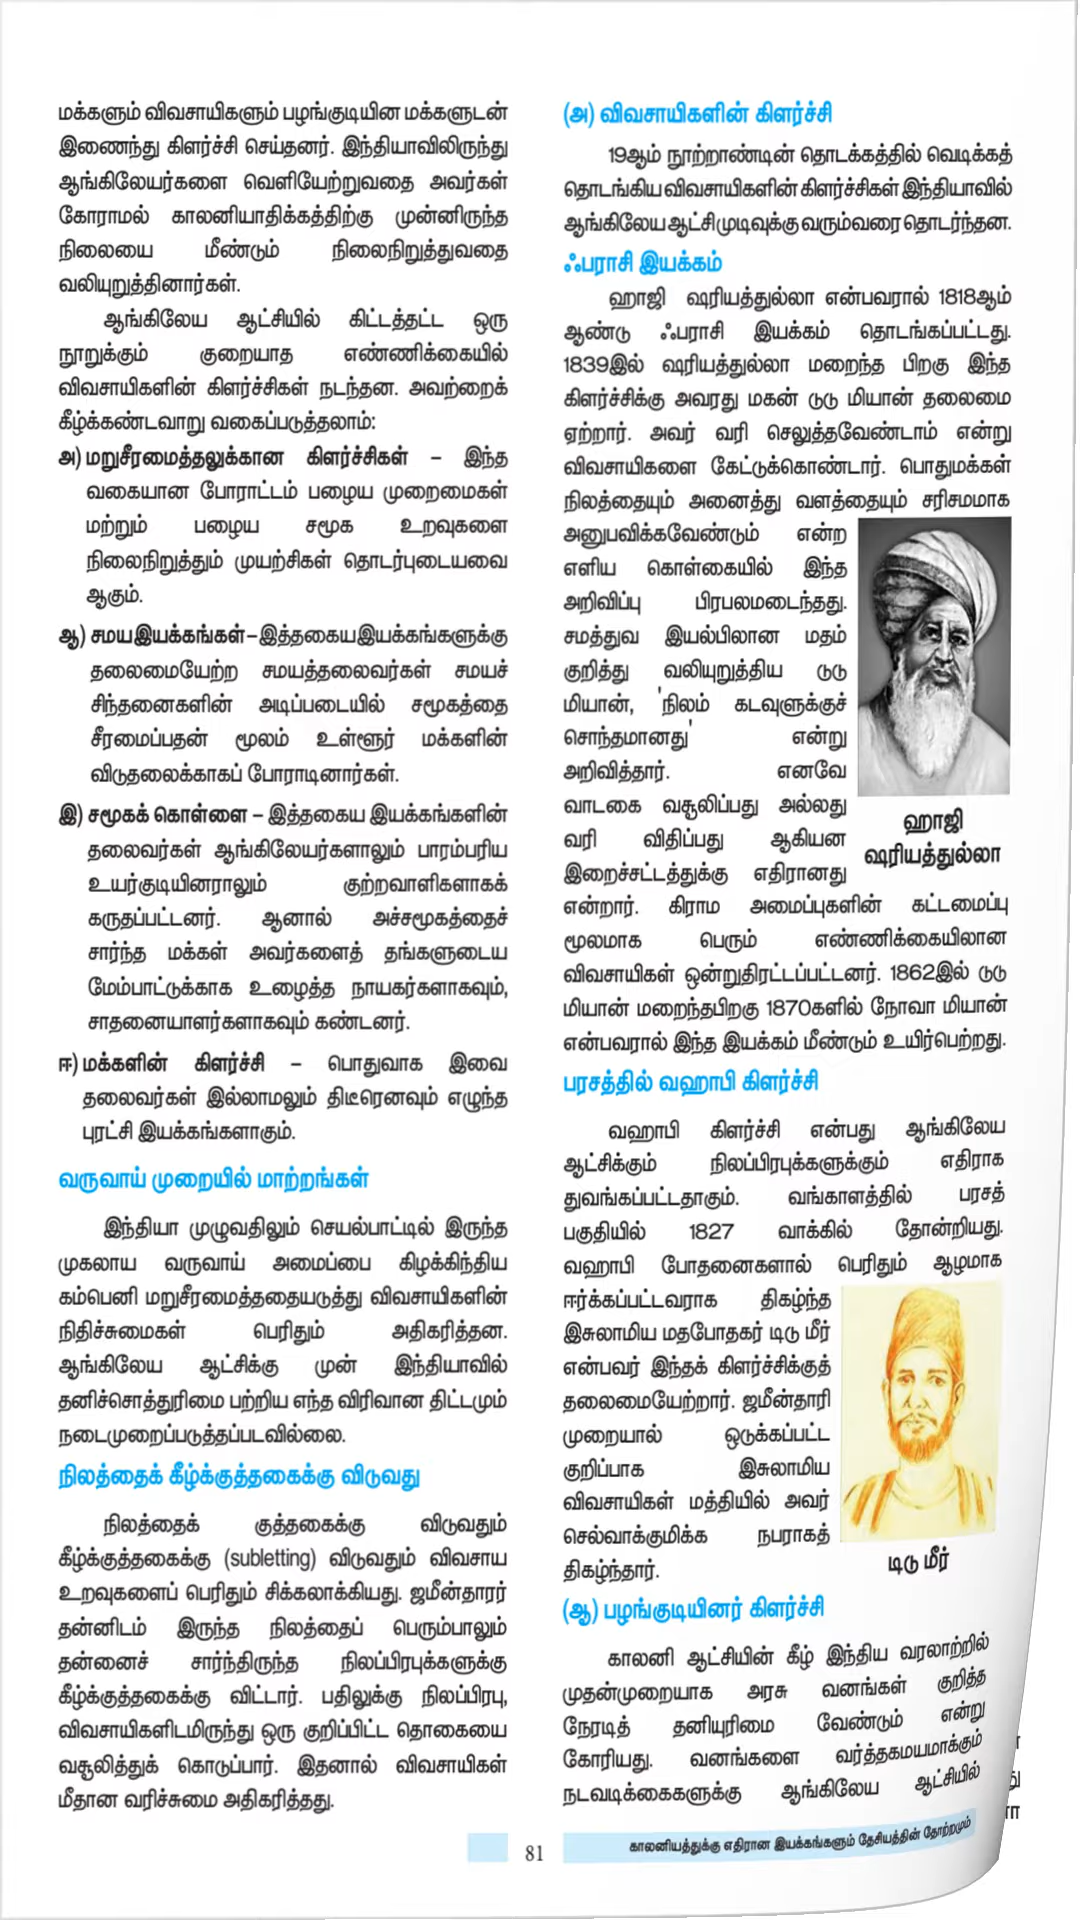 மக்களும் விவசாயிகளும் பழங்குடியின மக்களுடன்
இணைந்து கிளர்ச்சி செய்தனர். இந்தியாவிலிருந்து
ஆங்கிலேயர்களை வெளியேற்றுவதை அவர்கள்
கோராமல் காலனியாதிக்கத்திற்கு முன்னிருந்த
நிலையை மீண்டும் நிலைநிறுத்துவதை
வலியுறுத்தினார்கள்.
ஆங்கிலேய ஆட்சியில் கிட்டத்தட்ட ஒரு
நூறுக்கும் குறையாத எண்ணிக்கையில்
விவசாயிகளின் கிளர்ச்சிகள் நடந்தன. அவற்றைக்
கீழ்க்கண்டவாறு வகைப்படுத்தலாம்:
அ) மறுசீரமைத்தலுக்கான கிளர்ச்சிகள் – இந்த
வகையான போராட்டம் பழைய முறைமைகள்
மற்றும் பழைய சமூக உறவுகளை
நிலைநிறுத்தும் முயற்சிகள் தொடர்புடையவை
ஆகும்.
ஆ) சமய இயக்கங்கள் – இத்தகைய இயக்கங்களுக்கு
தலைமையேற்ற சமயத்தலைவர்கள் சமயச்
சிந்தனைகளின் அடிப்படையில் சமூகத்தை
சீரமைப்பதன் மூலம் உள்ளூர் மக்களின்
விடுதலைக்காகப் போராடினார்கள்.
இ) சமூகக் கொள்ளை – இத்தகைய இயக்கங்களின்
தலைவர்கள் ஆங்கிலேயர்களாலும் பாரம்பரிய
உயர்குடியினராலும் குற்றவாளிகளாகக்
கருதப்பட்டனர். ஆனால் அச்சமூகத்தைச்
சார்ந்த மக்கள் அவர்களைத் தங்களுடைய
மேம்பாட்டுக்காக உழைத்த நாயகர்களாகவும்,
சாதனையாளர்களாகவும் கண்டனர்.
ஈ) மக்களின் கிளர்ச்சி – பொதுவாக இவை
தலைவர்கள் இல்லாமலும் திடீரெனவும் எழுந்த
புரட்சி இயக்கங்களாகும்.
வருவாய் முறையில் மாற்றங்கள்
இந்தியா முழுவதிலும் செயல்பாட்டில் இருந்த
முகலாய வருவாய் அமைப்பை கிழக்கிந்திய
கம்பெனி மறுசீரமைத்ததையடுத்து விவசாயிகளின்
நிதிச்சுமைகள் பெரிதும் அதிகரித்தன.
ஆங்கிலேய ஆட்சிக்கு முன் இந்தியாவில்
தனிச்சொத்துரிமை பற்றிய எந்த விரிவான திட்டமும்
நடைமுறைப்படுத்தப்படவில்லை.
நிலத்தைக் கீழ்க்குத்தகைக்கு விடுவது
நிலத்தைக் குத்தகைக்கு விடுவதும்
கீழ்க்குத்தகைக்கு (subletting) விடுவதும் விவசாய
உறவுகளைப் பெரிதும் சிக்கலாக்கியது. ஜமீன்தாரர்
தன்னிடம் இருந்த நிலத்தைப் பெரும்பாலும்
தன்னைச் சார்ந்திருந்த நிலப்பிரபுக்களுக்கு
கீழ்க்குத்தகைக்கு விட்டார். பதிலுக்கு நிலப்பிரபு,
விவசாயிகளிடமிருந்து ஒரு குறிப்பிட்ட தொகையை
வசூலித்துக் கொடுப்பார். இதனால் விவசாயிகள்
மீதான வரிச்சுமை அதிகரித்தது.
(அ) விவசாயிகளின் கிளர்ச்சி
19ஆம் நூற்றாண்டின் தொடக்கத்தில் வெடிக்கத்
தொடங்கிய விவசாயிகளின் கிளர்ச்சிகள் இந்தியாவில்
ஆங்கிலேய ஆட்சி முடிவுக்கு வரும்வரை தொடர்ந்தன.
ஃபராசி இயக்கம்
ஹாஜி ஷரியத்துல்லா என்பவரால் 1818ஆம்
ஆண்டு ஃபராசி இயக்கம் தொடங்கப்பட்டது.
1839இல் ஷரியத்துல்லா மறைந்த பிறகு இந்த
கிளர்ச்சிக்கு அவரது மகன் டுடு மியான் தலைமை
ஏற்றார். அவர் வரி செலுத்தவேண்டாம் என்று
விவசாயிகளை கேட்டுக்கொண்டார். பொதுமக்கள்
நிலத்தையும் அனைத்து வளத்தையும் சரிசமமாக
அனுபவிக்கவேண்டும் என்ற
எளிய கொள்கையில் இந்த
அறிவிப்பு பிரபலமடைந்தது.
சமத்துவ இயல்பிலான மதம்
குறித்து வலியுறுத்திய டுடு
மியான், 'நிலம் கடவுளுக்குச்
சொந்தமானது' என்று
அறிவித்தார். எனவே
வாடகை வசூலிப்பது அல்லது
வரி விதிப்பது ஆகியன
இறைச்சட்டத்துக்கு எதிரானது
ஹாஜி
ஷரியத்துல்லா
என்றார். கிராம அமைப்புகளின் கட்டமைப்பு
மூலமாக பெரும் எண்ணிக்கையிலான
விவசாயிகள் ஒன்றுதிரட்டப்பட்டனர். 1862இல் டுடு
மியான் மறைந்தபிறகு 1870களில் நோவா மியான்
என்பவரால் இந்த இயக்கம் மீண்டும் உயிர்பெற்றது.
பரசத்தில் வஹாபி கிளர்ச்சி
வஹாபி கிளர்ச்சி என்பது ஆங்கிலேய
ஆட்சிக்கும் நிலப்பிரபுக்களுக்கும் எதிராக
துவங்கப்பட்டதாகும். வங்காளத்தில் பரசத்
பகுதியில் 1827 வாக்கில் தோன்றியது.
வஹாபி போதனைகளால் பெரிதும் ஆழமாக
ஈர்க்கப்பட்டவராக திகழ்ந்த
இசுலாமிய மதபோதகர் டிடு மீர்
என்பவர் இந்தக் கிளர்ச்சிக்குத்
தலைமையேற்றார். ஜமீன்தாரி
முறையால் ஒடுக்கப்பட்ட
குறிப்பாக இசுலாமிய
விவசாயிகள் மத்தியில் அவர்
செல்வாக்குமிக்க நபராகத்
திகழ்ந்தார்.
டிடு மீர்
(ஆ) பழங்குடியினர் கிளர்ச்சி
காலனி ஆட்சியின் கீழ் இந்திய வரலாற்றில்
முதன்முறையாக அரசு வனங்கள் குறித்த
நேரடித் தனியுரிமை வேண்டும் என்று
கோரியது. வனங்களை வர்த்தகமயமாக்கும்
நடவடிக்கைகளுக்கு ஆங்கிலேய ஆட்சியில்
81
காலனியத்துக்கு எதிரான இயக்கங்களும் தேசியத்தின் தோற்றமும்